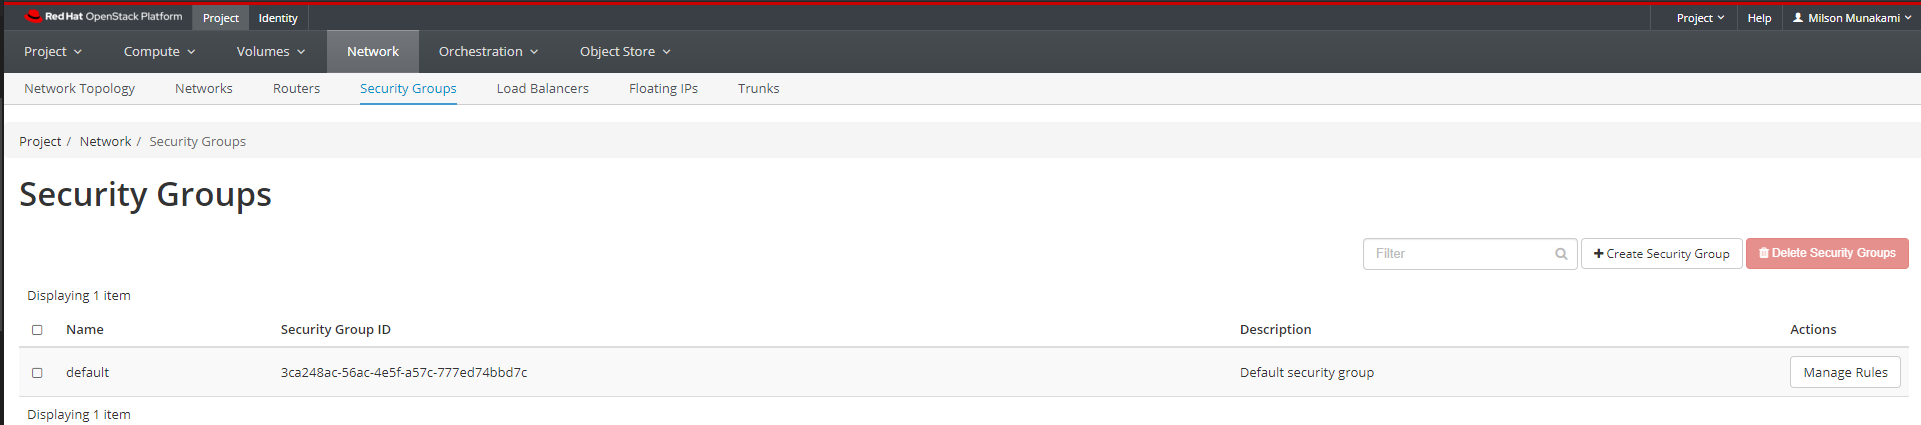 Red Hat OpenStack Platform Project Identity Project Help Milson Munakami
Project Compute Volumes Network Orchestration Object Store
Network Topology Networks Routers Security Groups Load Balancers Floating IPs Trunks
Project / Network / Security Groups
Security Groups
Filter + Create Security Group Delete Security Groups
Displaying 1 item
Name Security Group ID Description Actions
default 3ca248ac-56ac-4e5f-a57c-777ed74bbd7c Default security group Manage Rules
Displaying 1 item